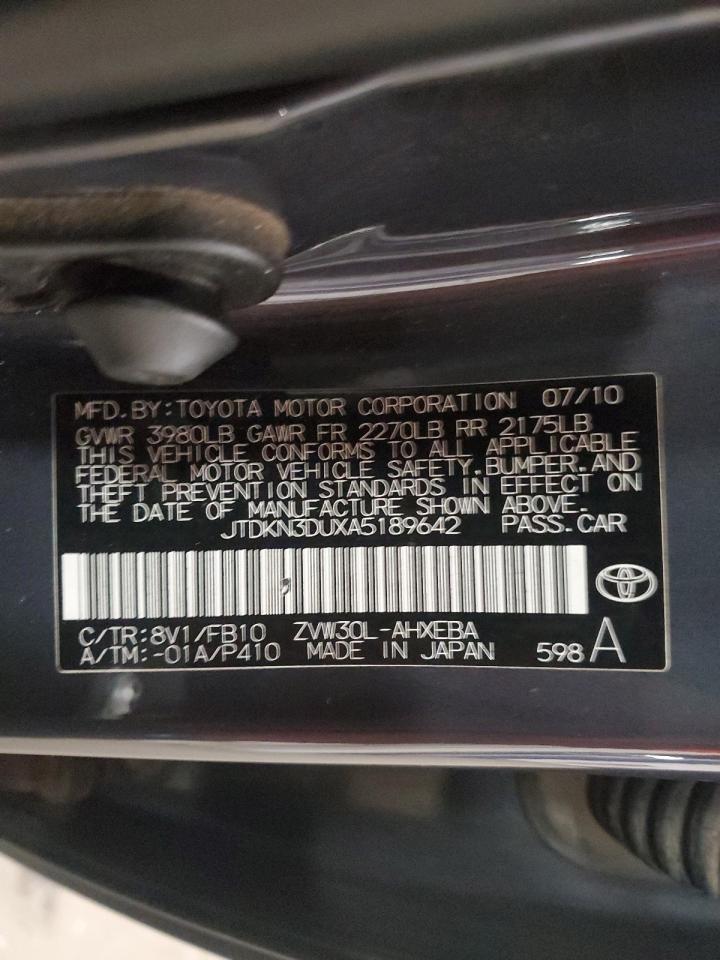 MFD. BY: TOYOTA MOTOR CORPORATION 07/10
GVWR 3980LB GAWR FR 2270LB RR 2175LB
THIS VEHICLE CONFORMS TO ALL APPLICABLE
FEDERAL MOTOR VEHICLE SAFETY, BUMPER, AND
THEFT PREVENTION STANDARDS IN EFFECT ON
THE DATE OF MANUFACTURE SHOWN ABOVE.
JTDKN3DUXA5189642 PASS. CAR
C/TR: 8V1/FB10 ZVW30L-AHXEBA
A/TM: -01A/P410 MADE IN JAPAN 598 A